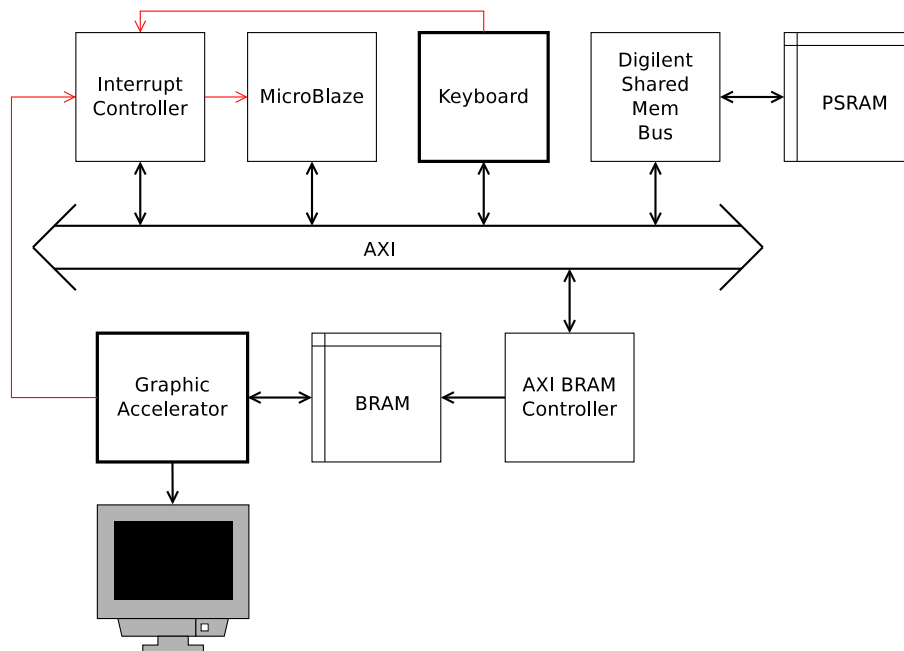 Interrupt
Controller
MicroBlaze
Keyboard
Digilent
Shared
Mem
Bus
PSRAM
AXI
Graphic
Accelerator
BRAM
AXI BRAM
Controller